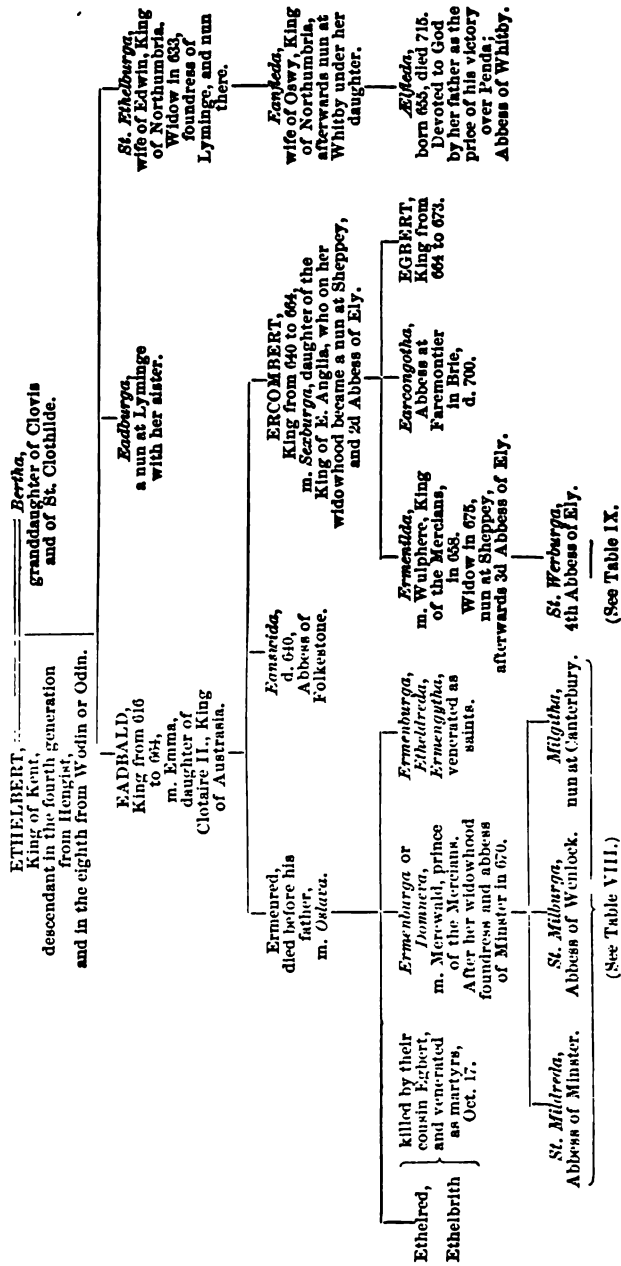 ETHELBERT,
King of Kent,
descendant in the fourth generation
from Hengist,
and in the eighth from Wodin or Odin.
Bertha,
granddaughter of Clovis
and of St. Clothilde.
EADBALD,
King from 616
to 664,
m. Emma,
daughter of
Clotaire II., King
of Austrasia.
Eadburga,
a nun at Lyminge
with her sister.
St. Ethelburga,
wife of Edwin, King
of Northumbria.
Widow in 633,
foundress of
Lyminge, and nun
there.
Ermenred,
died before his
father,
m. Oslava.
Eanswida,
d. 640,
Abbess of
Folkestone.
ERCOMBERT,
King from 640 to 664,
m. Sexburga, daughter of the
King of E. Anglia, who on her
widowhood became a nun at Sheppey,
and 2d Abbess of Ely.
Eanfleda,
wife of Oswy, King
of Northumbria,
afterwards nun at
Whitby under her
daughter.
Ethelred,
Ethelbrith
killed by their
cousin Egbert,
and venerated
as martyrs,
Oct. 17.
Ermenburga or
Domneva,
m. Merewald, prince
of the Mercians.
After her widowhood
foundress and abbess
of Minster in 670.
Ermenburga,
Etheldreda,
Ermengytha,
venerated as
saints.
Ermenilda,
m. Wulphere, King
of the Mercians,
in 658.
Widow in 675,
nun at Sheppey,
afterwards 3d Abbess of Ely.
Earcongotha,
Abbess at
Faremontier
in Brie,
d. 700.
EGBERT,
King from
664 to 673.
Ælfleda,
born 655, died 715.
Devoted to God
by her father as the
price of his victory
over Penda;
Abbess of Whitby.
St. Mildreda,
Abbess of Minster.
St. Milburga,
Abbess of Wenlock.
Milgitha,
nun at Canterbury.
St. Werburga,
4th Abbess of Ely.
(See Table VIII.)
(See Table IX.